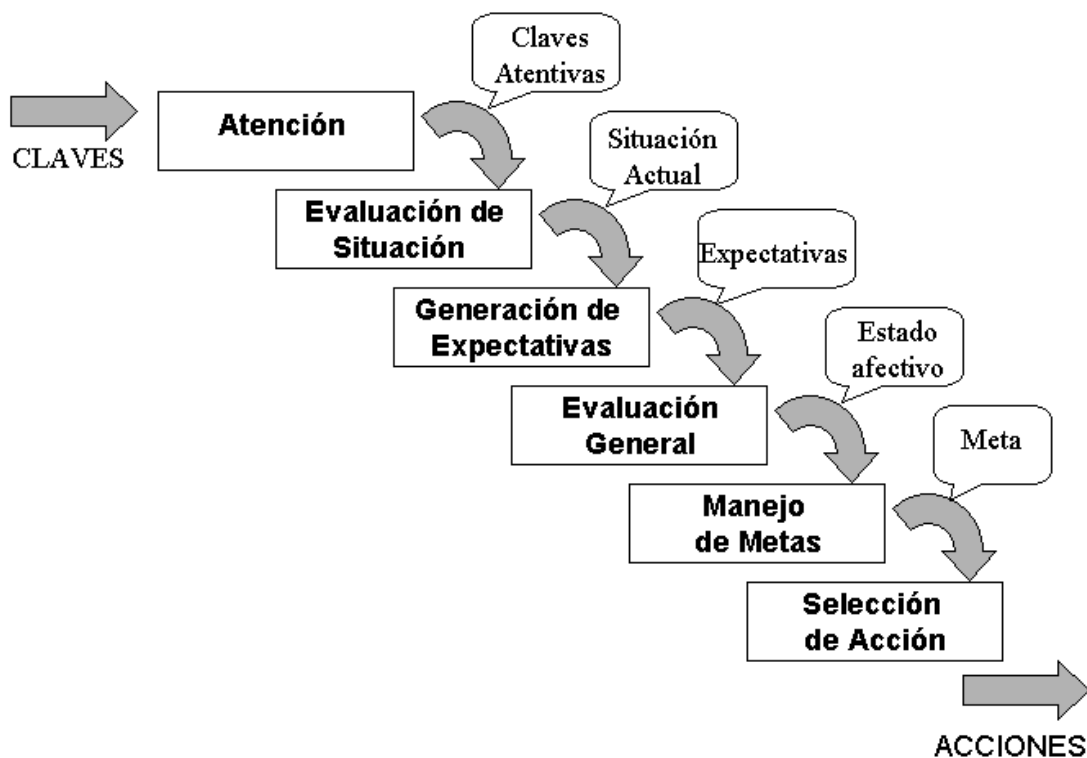 Claves
Atentivas
Atención
CLAVES
Situación
Actual
Evaluación de
Situación
Expectativas
Generación de
Expectativas
Estado
afectivo
Evaluación
General
Meta
Manejo
de Metas
Selección
de Acción
ACCIONES